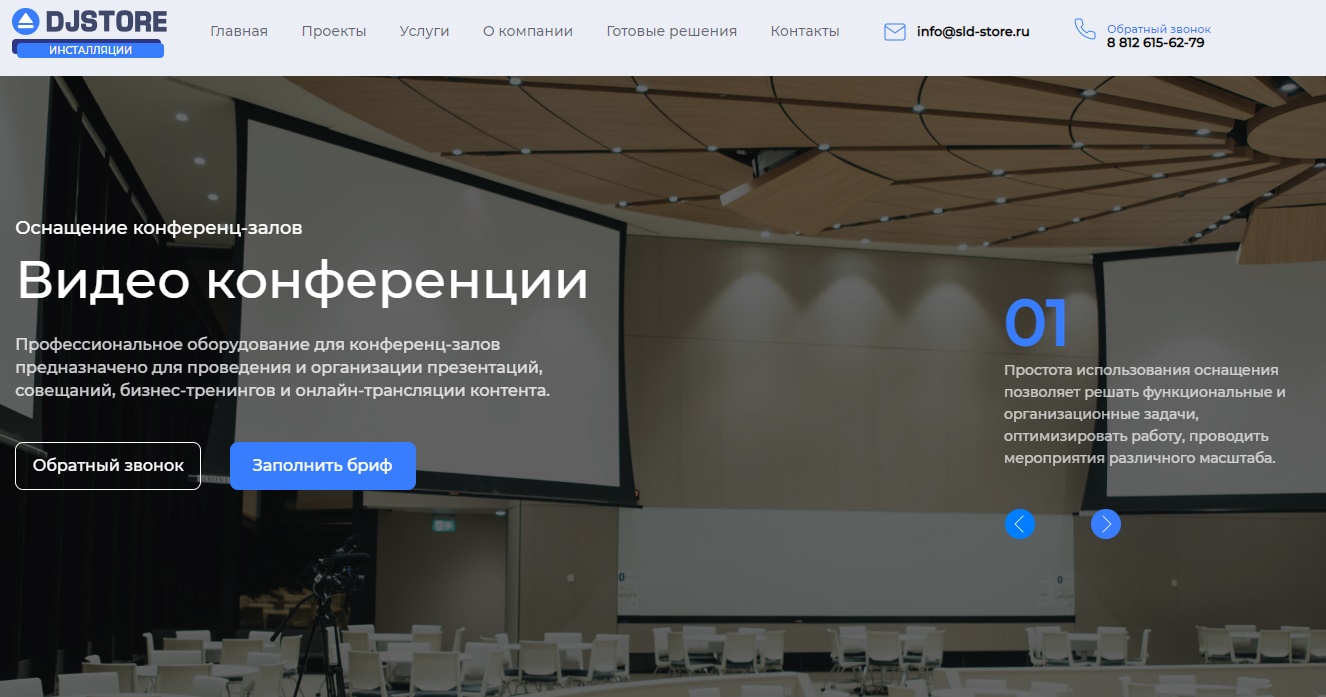 DJSTORE
ИНСТАЛЛЯЦИИ
Главная
Проекты
Услуги
О компании
Готовые решения
Контакты
info@sld-store.ru
Обратный звонок
8 812 615-62-79
Оснащение конференц-залов
Видео конференции
Профессиональное оборудование для конференц-залов
предназначено для проведения и организации презентаций,
совещаний, бизнес-тренингов и онлайн-трансляции контента.
Обратный звонок
Заполнить бриф
01
Простота использования оснащения
позволяет решать функциональные и
организационные задачи,
оптимизировать работу, проводить
мероприятия различного масштаба.